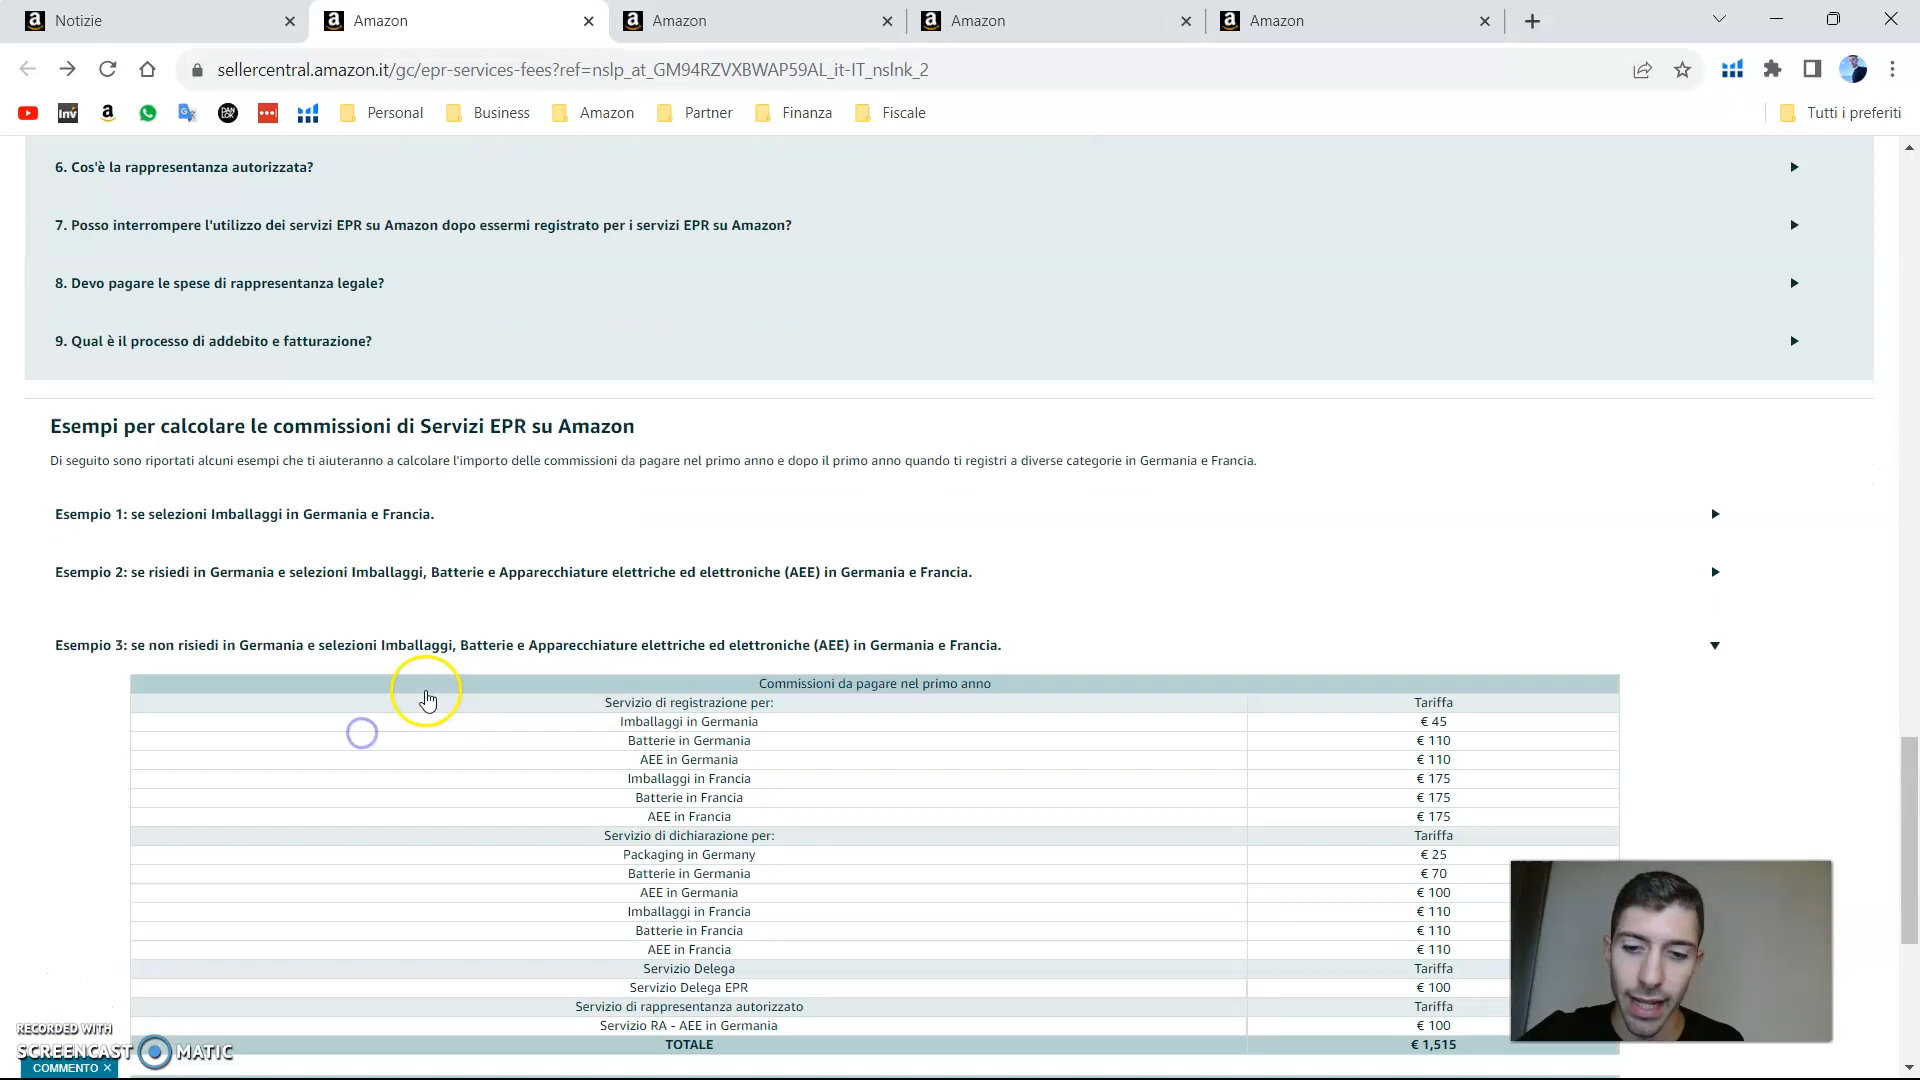 Notizie
Amazon
Amazon
Amazon
Amazon
sellercentral.amazon.it/gc/epr-services-fees?ref=nslp_at_GM94RZVXBWAP59AL_it-IT_nslnk_2
Inv
a
DAN LOK
Personal
Business
Amazon
Partner
Finanza
Fiscale
Tutti i preferiti
6. Cos'è la rappresentanza autorizzata?
7. Posso interrompere l'utilizzo dei servizi EPR su Amazon dopo essermi registrato per i servizi EPR su Amazon?
8. Devo pagare le spese di rappresentanza legale?
9. Qual è il processo di addebito e fatturazione?
Esempi per calcolare le commissioni di Servizi EPR su Amazon
Di seguito sono riportati alcuni esempi che ti aiuteranno a calcolare l'importo delle commissioni da pagare nel primo anno e dopo il primo anno quando ti registri a diverse categorie in Germania e Francia.
Esempio 1: se selezioni Imballaggi in Germania e Francia.
Esempio 2: se risiedi in Germania e selezioni Imballaggi, Batterie e Apparecchiature elettriche ed elettroniche (AEE) in Germania e Francia.
Esempio 3: se non risiedi in Germania e selezioni Imballaggi, Batterie e Apparecchiature elettriche ed elettroniche (AEE) in Germania e Francia.
Commissioni da pagare nel primo anno
Servizio di registrazione per: Tariffa
Imballaggi in Germania € 45
Batterie in Germania € 110
AEE in Germania € 110
Imballaggi in Francia € 175
Batterie in Francia € 175
AEE in Francia € 175
Servizio di dichiarazione per: Tariffa
Packaging in Germany € 25
Batterie in Germania € 70
AEE in Germania € 100
Imballaggi in Francia € 110
Batterie in Francia € 110
AEE in Francia € 110
Servizio Delega Tariffa
Servizio Delega EPR € 100
Servizio di rappresentanza autorizzato Tariffa
Servizio RA - AEE in Germania € 100
TOTALE € 1,515
RECORDED WITH
SCREENCAST MATIC
COMMENTO ×